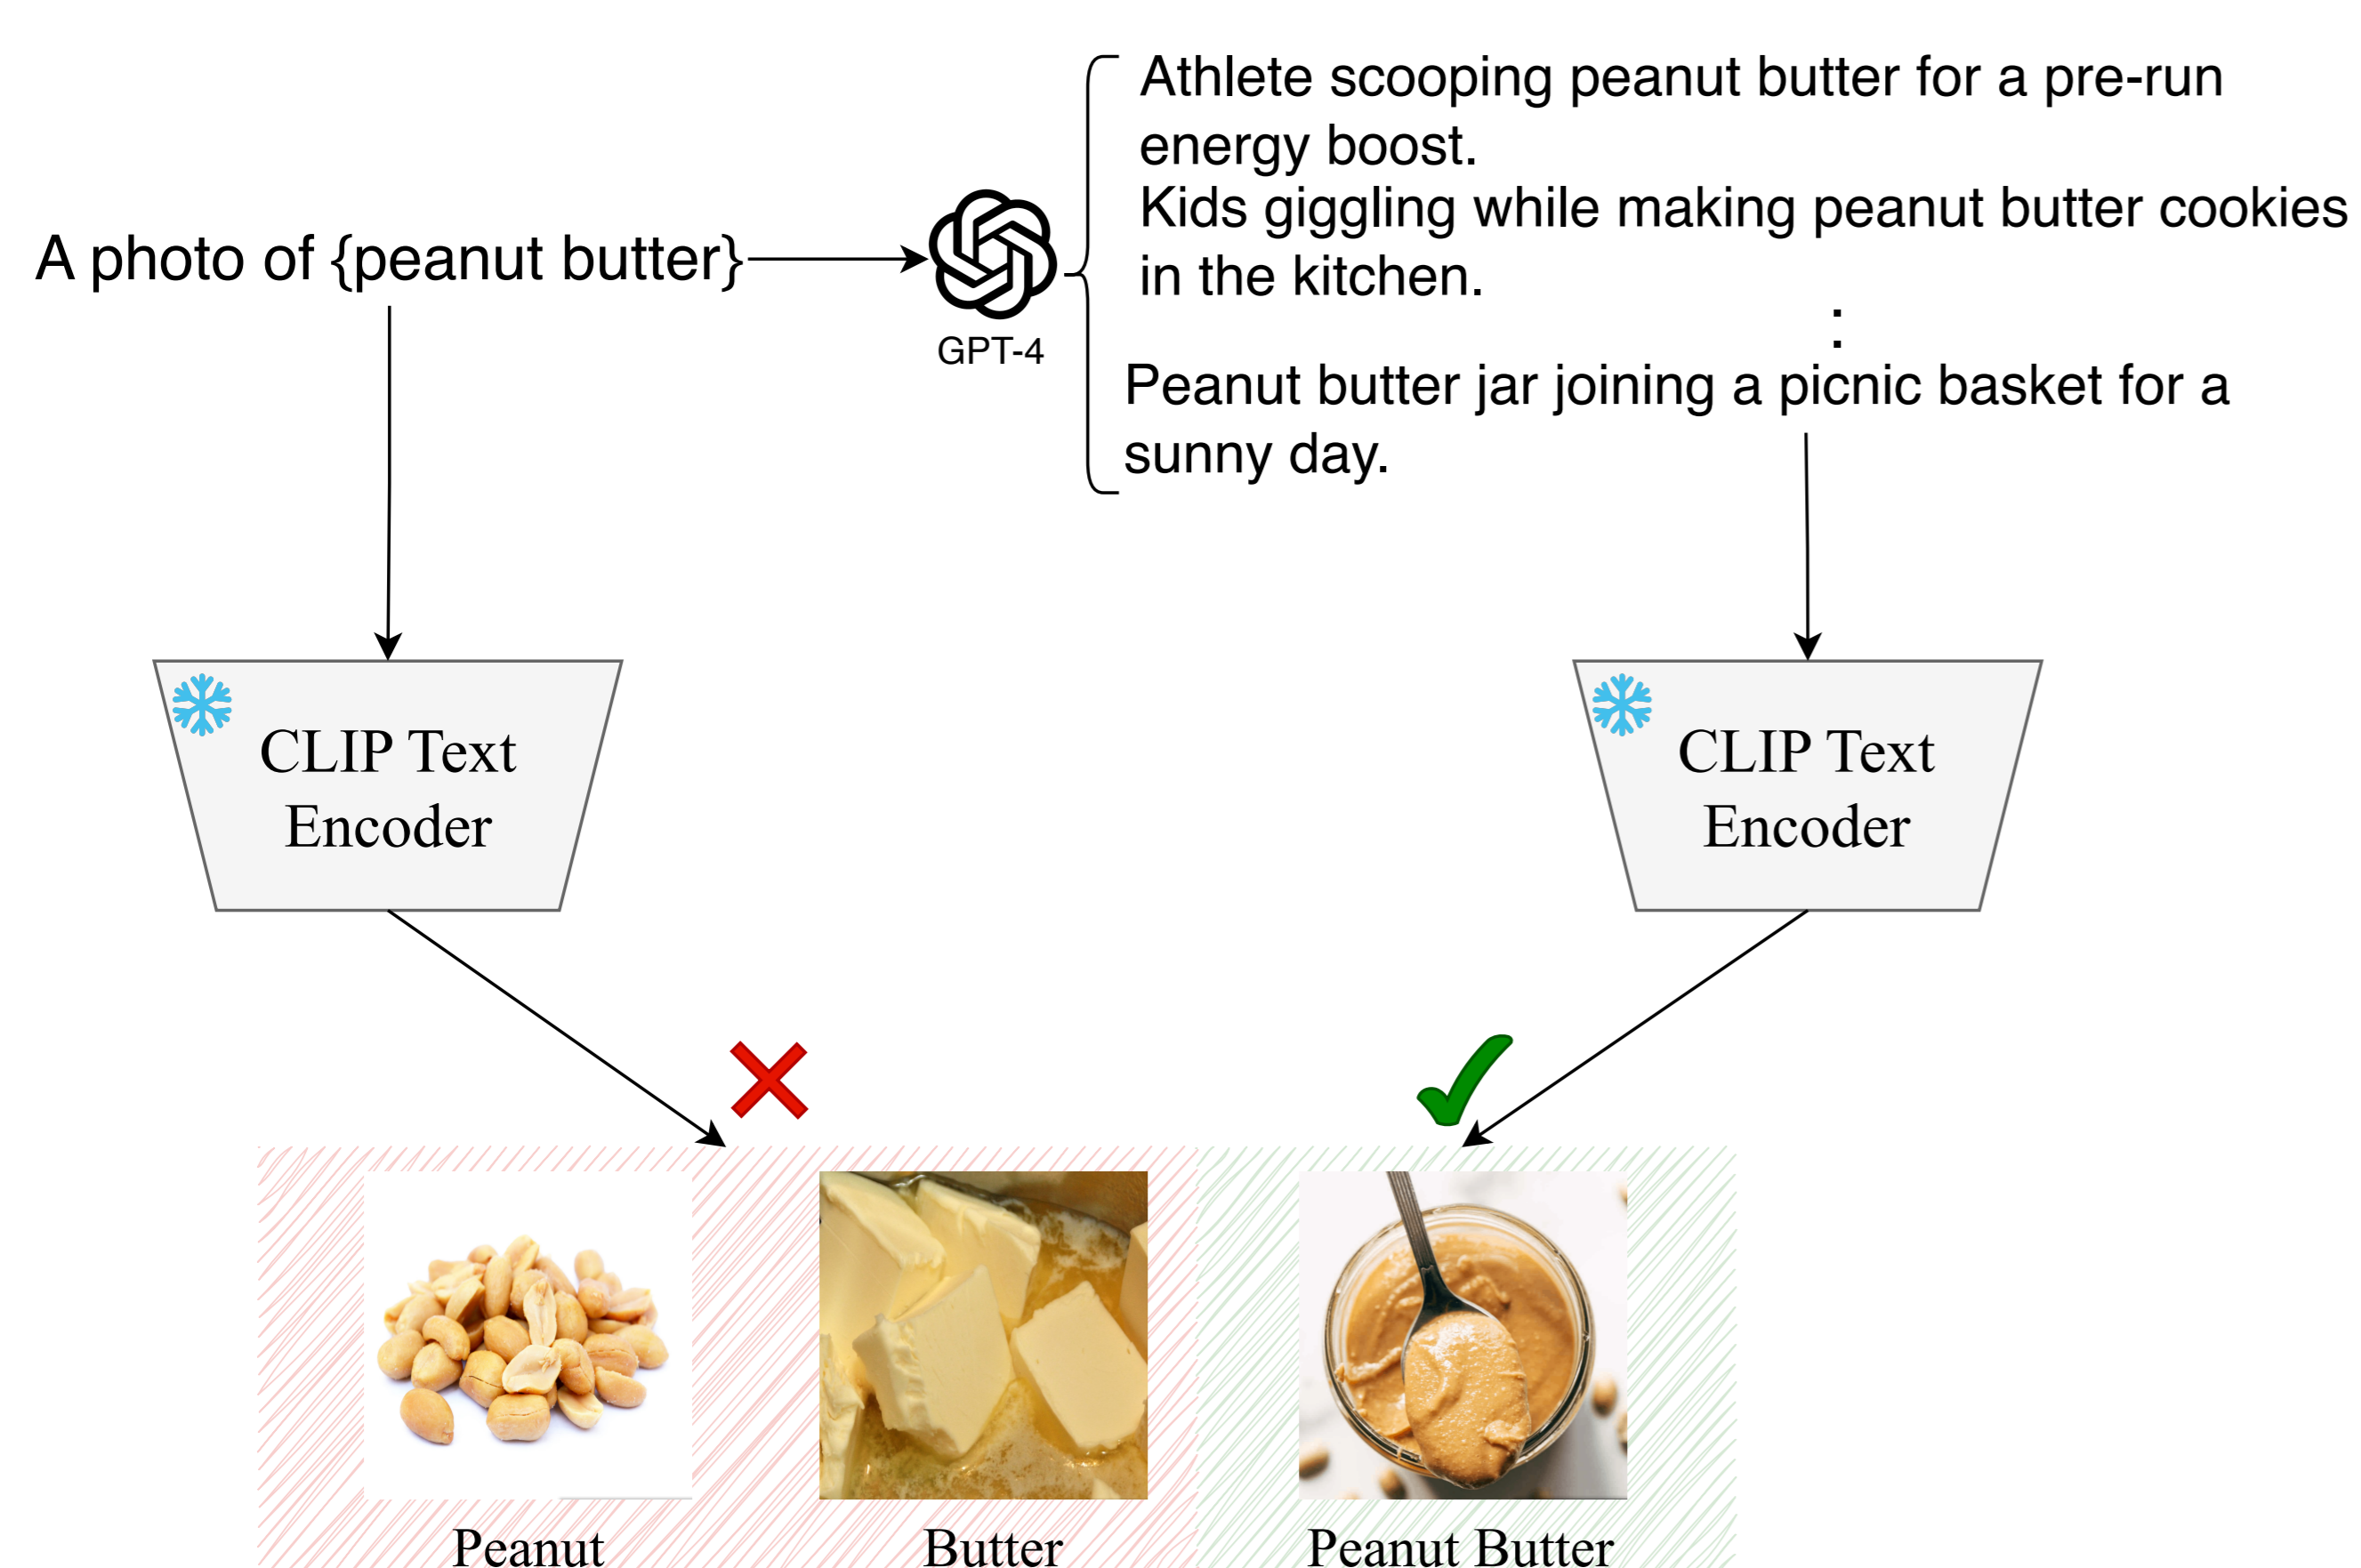 Athlete scooping peanut butter for a pre-run
energy boost.
Kids giggling while making peanut butter cookies
in the kitchen.
:
A photo of {peanut butter}
GPT-4
Peanut butter jar joining a picnic basket for a
sunny day.
CLIP Text
Encoder
CLIP Text
Encoder
Peanut
Butter
Peanut Butter